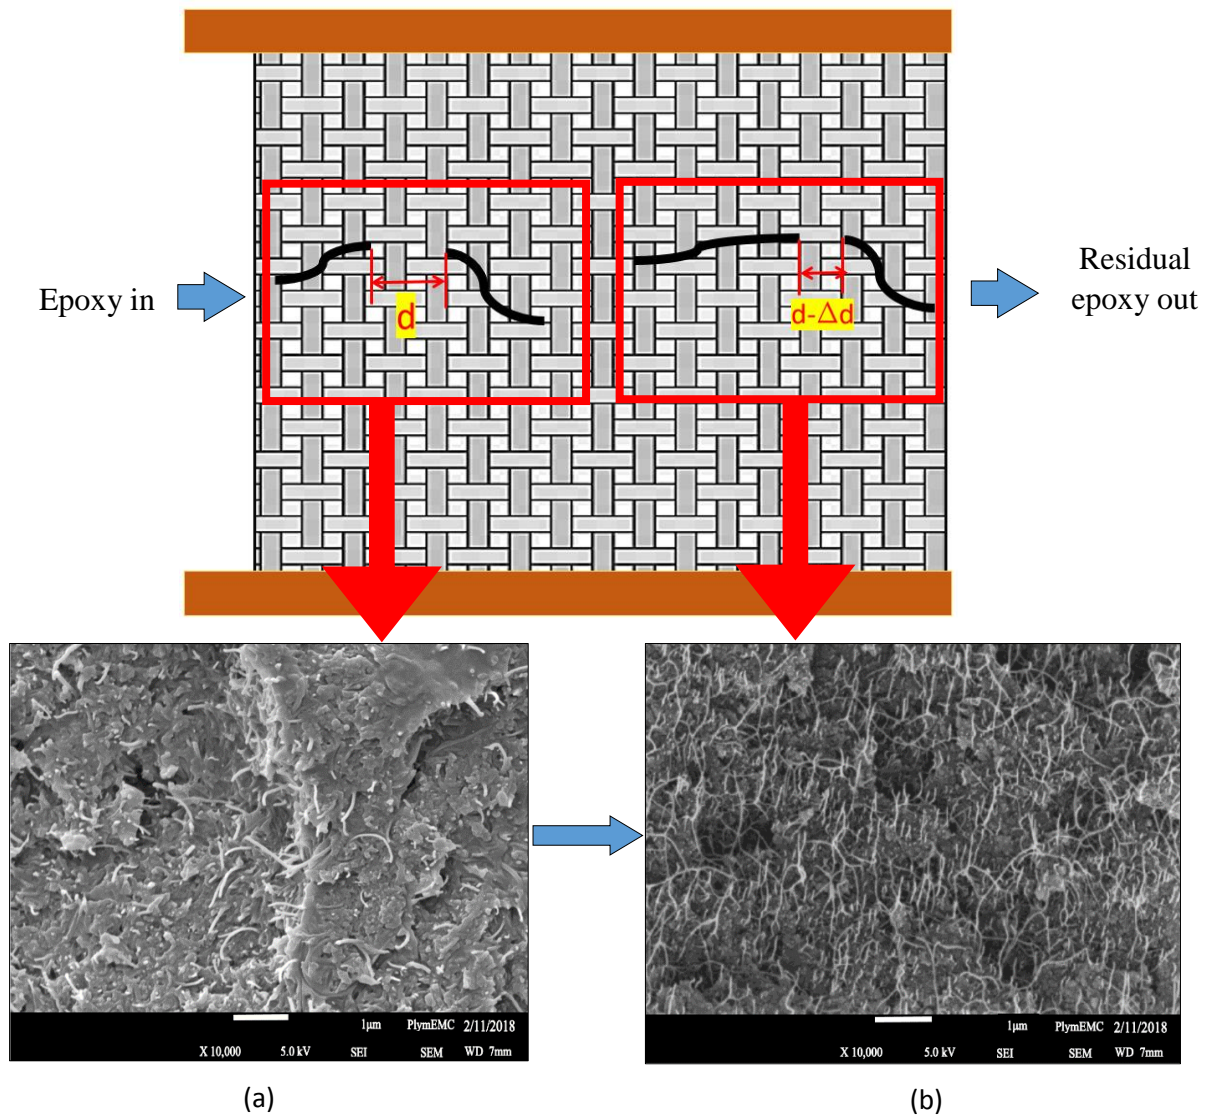 Epoxy in
d
d-Δd
Residual
epoxy out
1μm PlymEMC 2/11/2018
X 10,000 5.0 kV SEI SEM WD 7mm
1μm PlymEMC 2/11/2018
X 10,000 5.0 kV SEI SEM WD 7mm
(a)
(b)